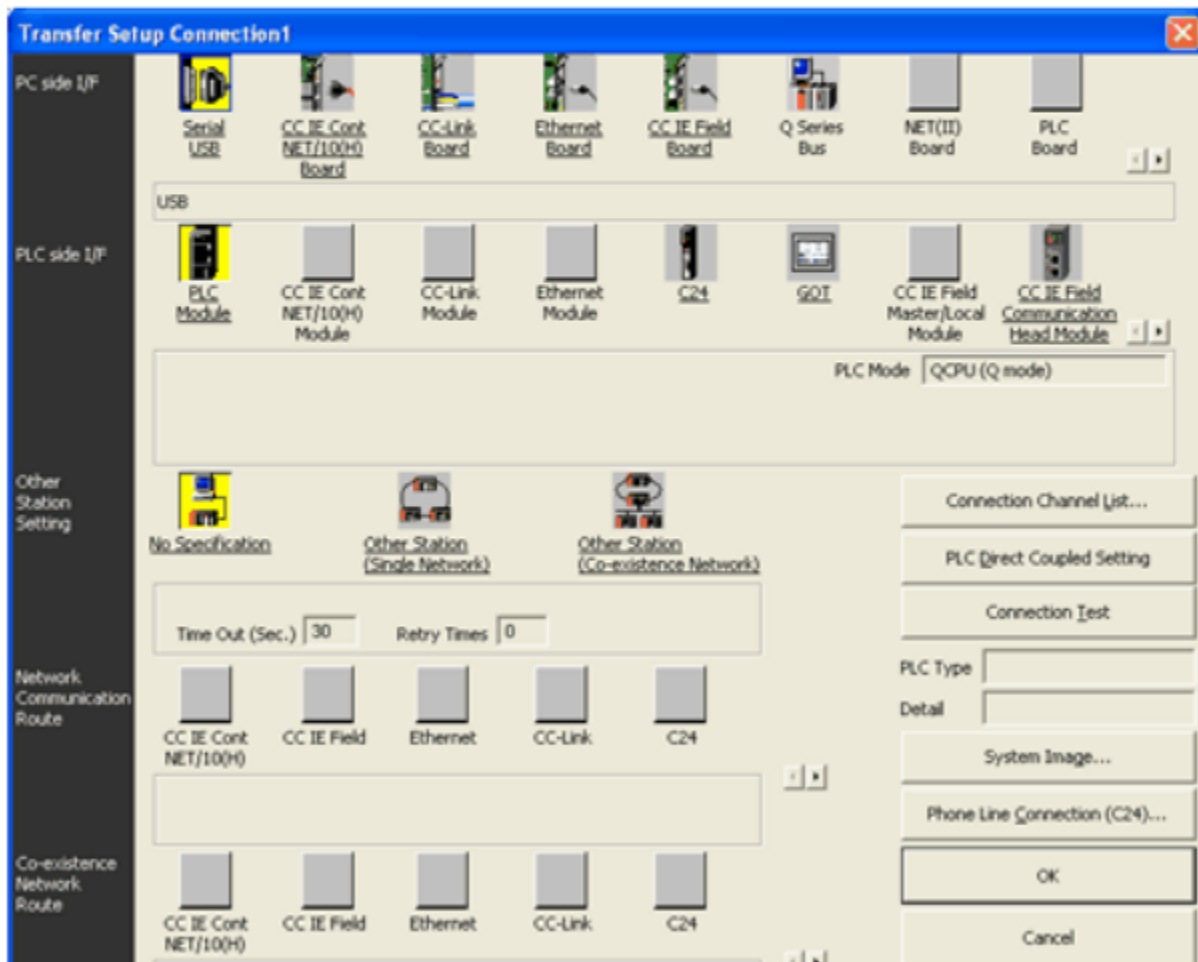 Transfer Setup Connection1
PC side I/F
Serial
USB
CC IE Cont
NET/10(H)
Board
CC-Link
Board
Ethernet
Board
CC IE Field
Board
Q Series
Bus
NET(II)
Board
PLC
Board
USB
PLC side I/F
PLC
Module
CC IE Cont
NET/10(H)
Module
CC-Link
Module
Ethernet
Module
C24
GOT
CC IE Field
Master/Local
Module
CC IE Field
Communication
Head Module
PLC Mode QCPU (Q mode)
Other
Station
Setting
No Specification
Other Station
(Single Network)
Other Station
(Co-existence Network)
Connection Channel List...
PLC Direct Coupled Setting
Connection Test
Time Out (Sec.) 30 Retry Times 0
PLC Type
Detail
System Image...
Phone Line Connection (C24)...
OK
Cancel
Network
Communication
Route
CC IE Cont
NET/10(H)
CC IE Field
Ethernet
CC-Link
C24
Co-existence
Network
Route
CC IE Cont
NET/10(H)
CC IE Field
Ethernet
CC-Link
C24